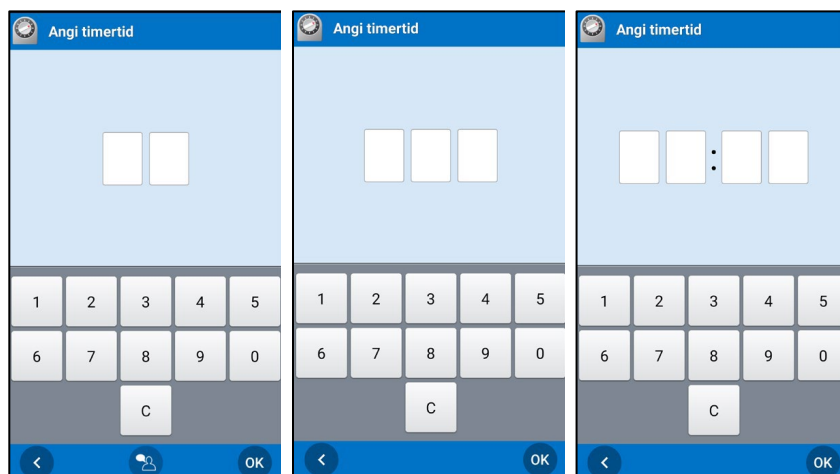 Angi timertid
1 2 3 4 5
6 7 8 9 0
C
OK
Angi timertid
1 2 3 4 5
6 7 8 9 0
C
OK
Angi timertid
:
1 2 3 4 5
6 7 8 9 0
C
OK